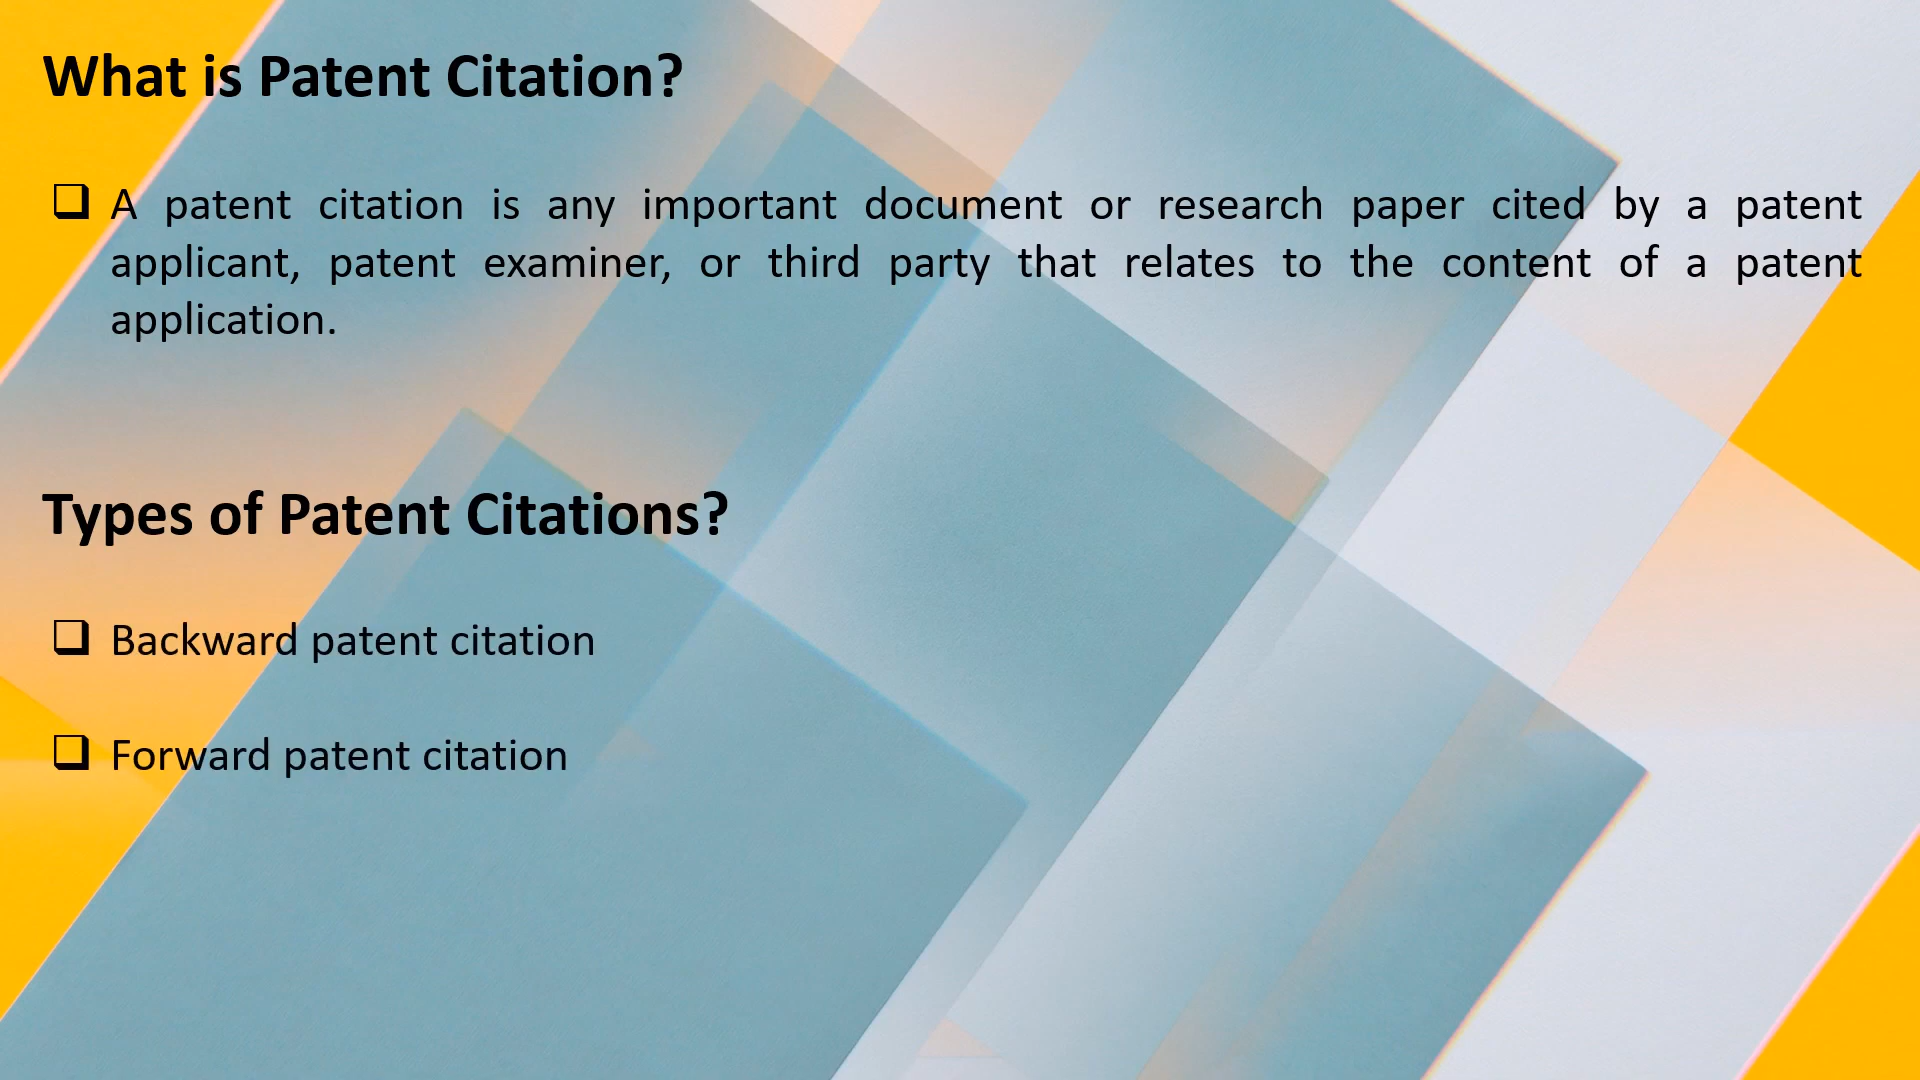 What is Patent Citation?
❑ A patent citation is any important document or research paper cited by a patent
applicant, patent examiner, or third party that relates to the content of a patent
application.
Types of Patent Citations?
❑ Backward patent citation
❑ Forward patent citation